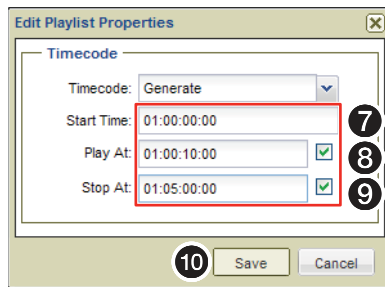 Edit Playlist Properties
Timecode
Timecode: Generate
Start Time: 01:00:00:00 7
Play At: 01:00:10:00 8
Stop At: 01:05:00:00 9
10 Save Cancel